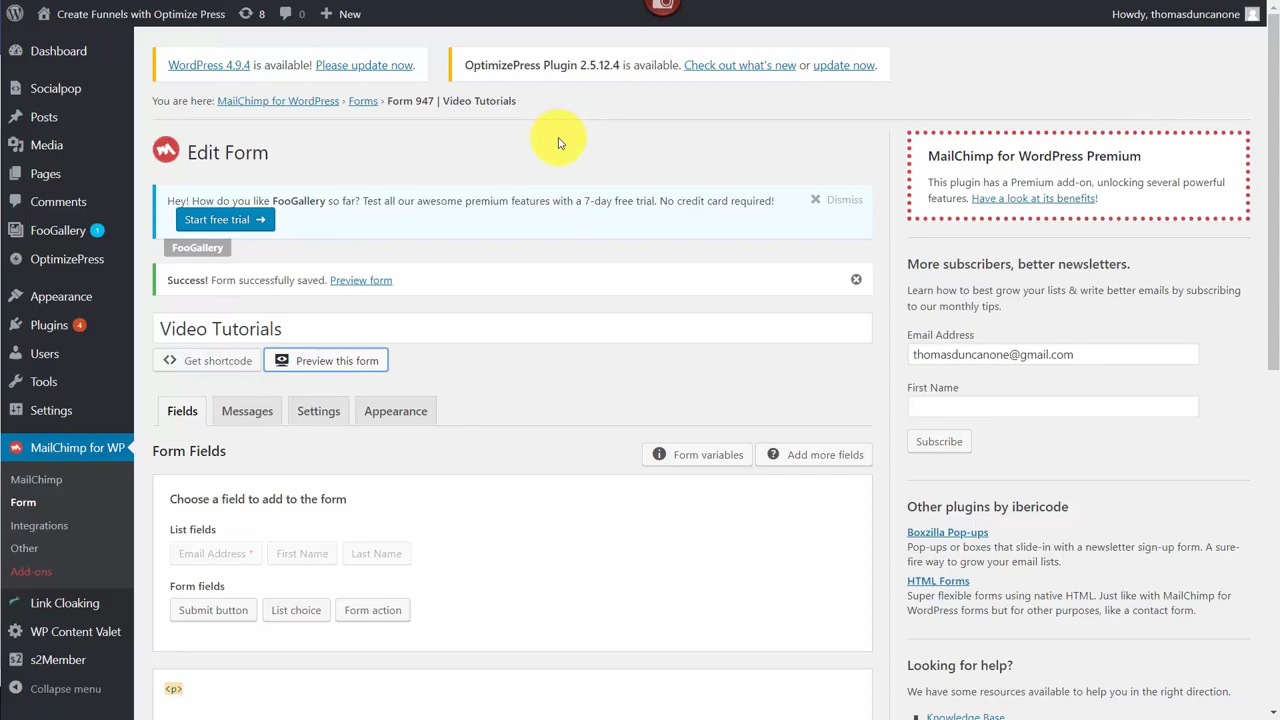 Create Funnels with Optimize Press
8
0
New
Howdy, thomasduncanone
Dashboard
Socialpop
Posts
Media
Pages
Comments
FooGallery 1
OptimizePress
Appearance
Plugins 4
Users
Tools
Settings
MailChimp for WP
MailChimp
Form
Integrations
Other
Add-ons
Link Cloaking
WP Content Valet
s2 s2Member
Collapse menu
WordPress 4.9.4 is available! Please update now.
OptimizePress Plugin 2.5.12.4 is available. Check out what's new or update now.
You are here: MailChimp for WordPress › Forms › Form 947 | Video Tutorials
Edit Form
Hey! How do you like FooGallery so far? Test all our awesome premium features with a 7-day free trial. No credit card required!
Start free trial ➜
Dismiss
FooGallery
Success! Form successfully saved. Preview form
Video Tutorials
Get shortcode
Preview this form
Fields
Messages
Settings
Appearance
Form Fields
Form variables
Add more fields
Choose a field to add to the form
List fields
Email Address *
First Name
Last Name
Form fields
Submit button
List choice
Form action
<p>
MailChimp for WordPress Premium
This plugin has a Premium add-on, unlocking several powerful
features. Have a look at its benefits!
More subscribers, better newsletters.
Learn how to best grow your lists & write better emails by subscribing
to our monthly tips.
Email Address
thomasduncanone@gmail.com
First Name
Subscribe
Other plugins by ibericode
Boxzilla Pop-ups
Pop-ups or boxes that slide-in with a newsletter sign-up form. A sure-
fire way to grow your email lists.
HTML Forms
Super flexible forms using native HTML. Just like with MailChimp for
WordPress forms but for other purposes, like a contact form.
Looking for help?
We have some resources available to help you in the right direction.
Knowledge Base